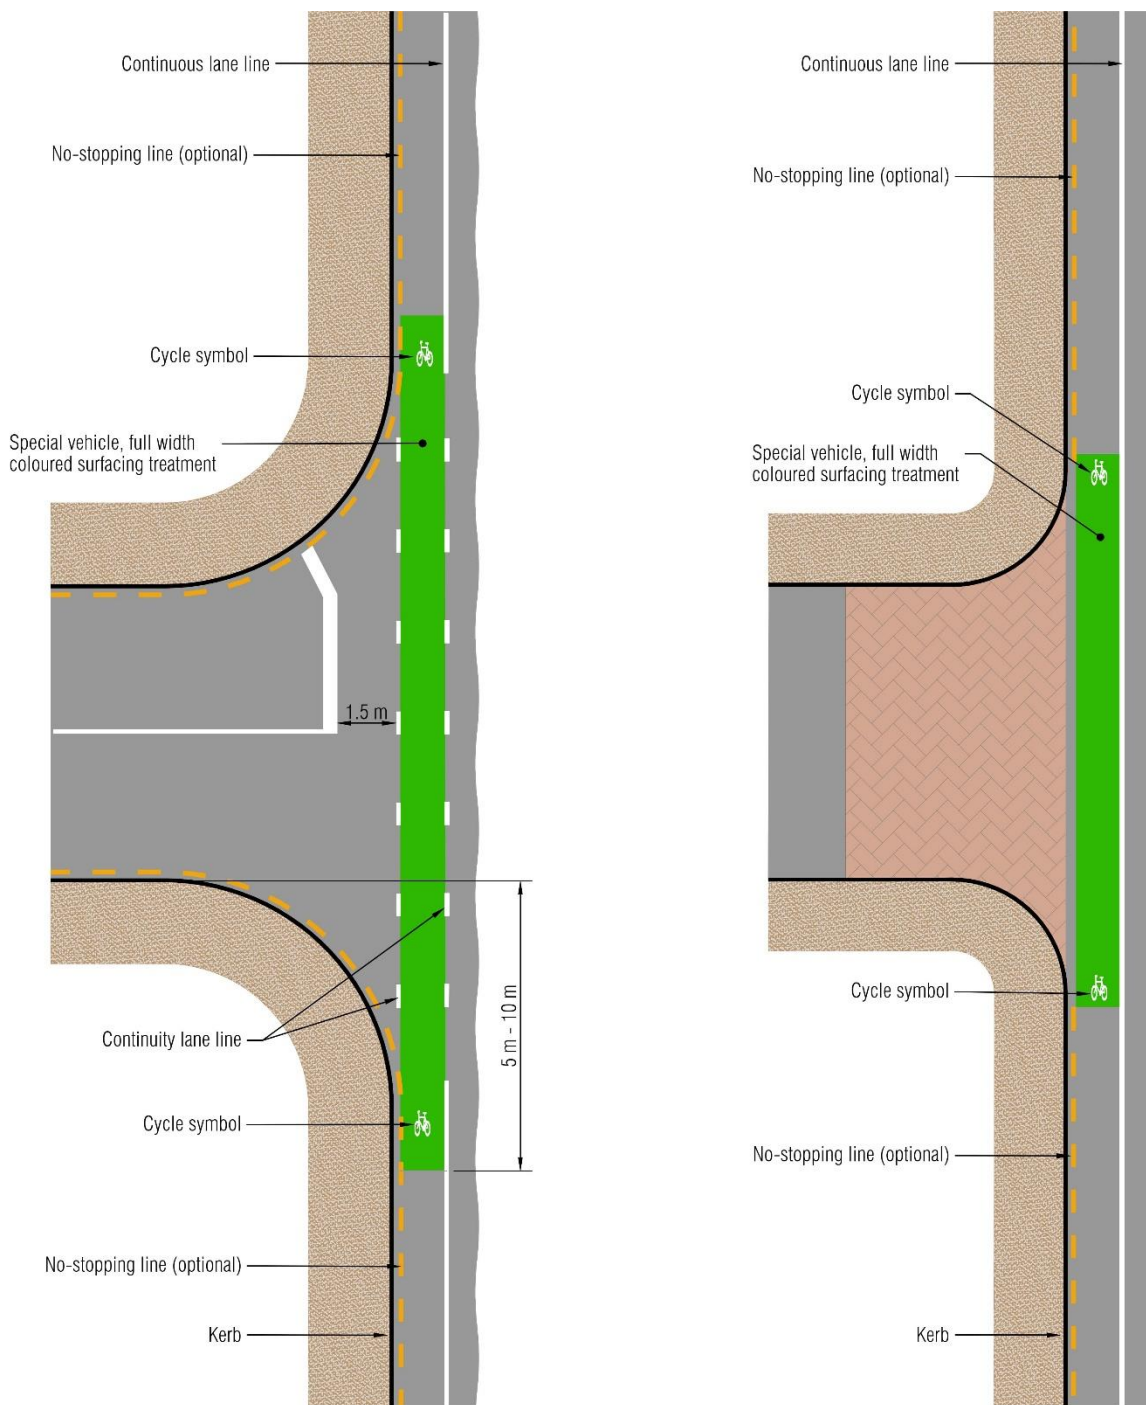 Continuous lane line
No-stopping line (optional)
Cycle symbol
Special vehicle, full width
coloured surfacing treatment
1.5 m
5 m - 10 m
Continuity lane line
Cycle symbol
No-stopping line (optional)
Kerb
Continuous lane line
No-stopping line (optional)
Cycle symbol
Special vehicle, full width
coloured surfacing treatment
Cycle symbol
No-stopping line (optional)
Kerb